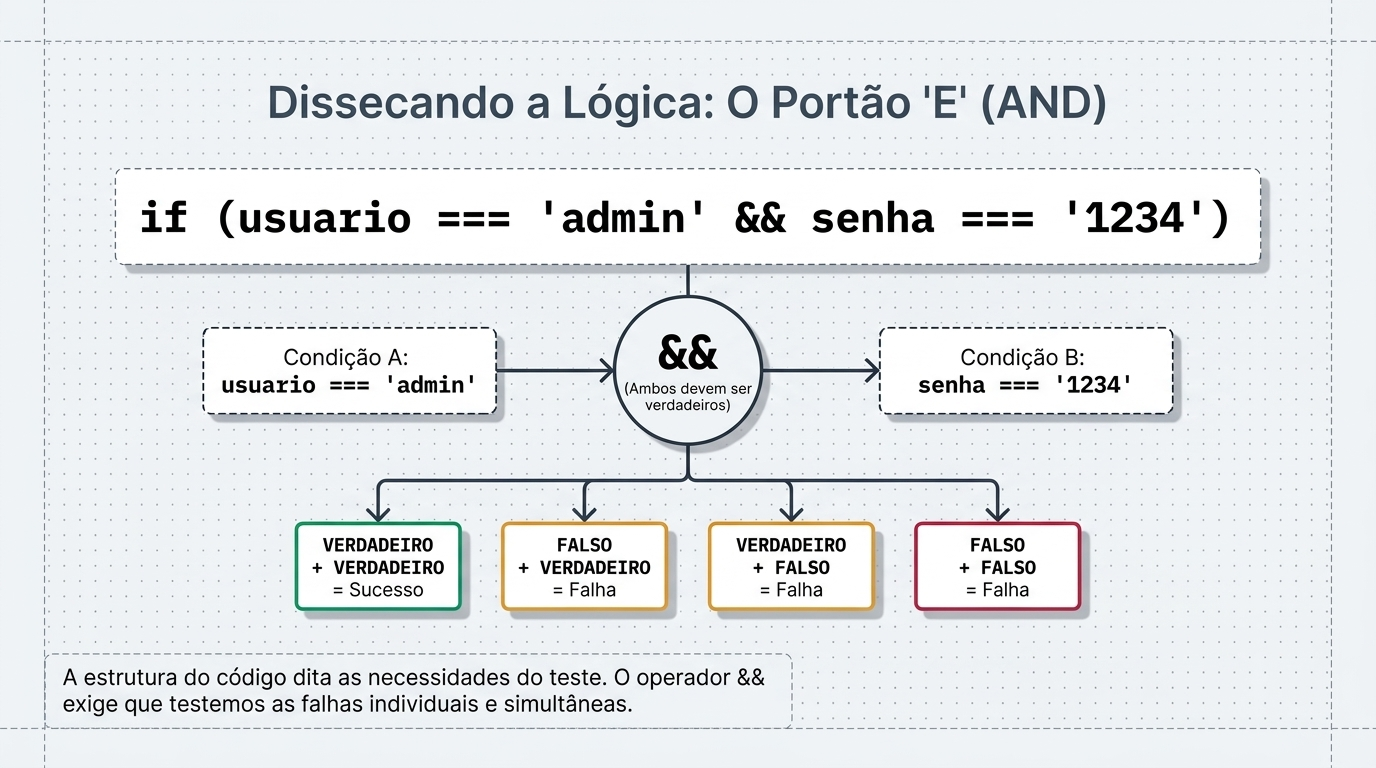 Dissecando a Lógica: O Portão 'E' (AND)
if (usuario === 'admin' && senha === '1234')
Condição A:
usuario === 'admin'
&&
(Ambos devem ser
verdadeiros)
Condição B:
senha === '1234'
VERDADEIRO
+ VERDADEIRO
= Sucesso
FALSO
+ VERDADEIRO
= Falha
VERDADEIRO
+ FALSO
= Falha
FALSO
+ FALSO
= Falha
A estrutura do código dita as necessidades do teste. O operador &&
exige que testemos as falhas individuais e simultâneas.